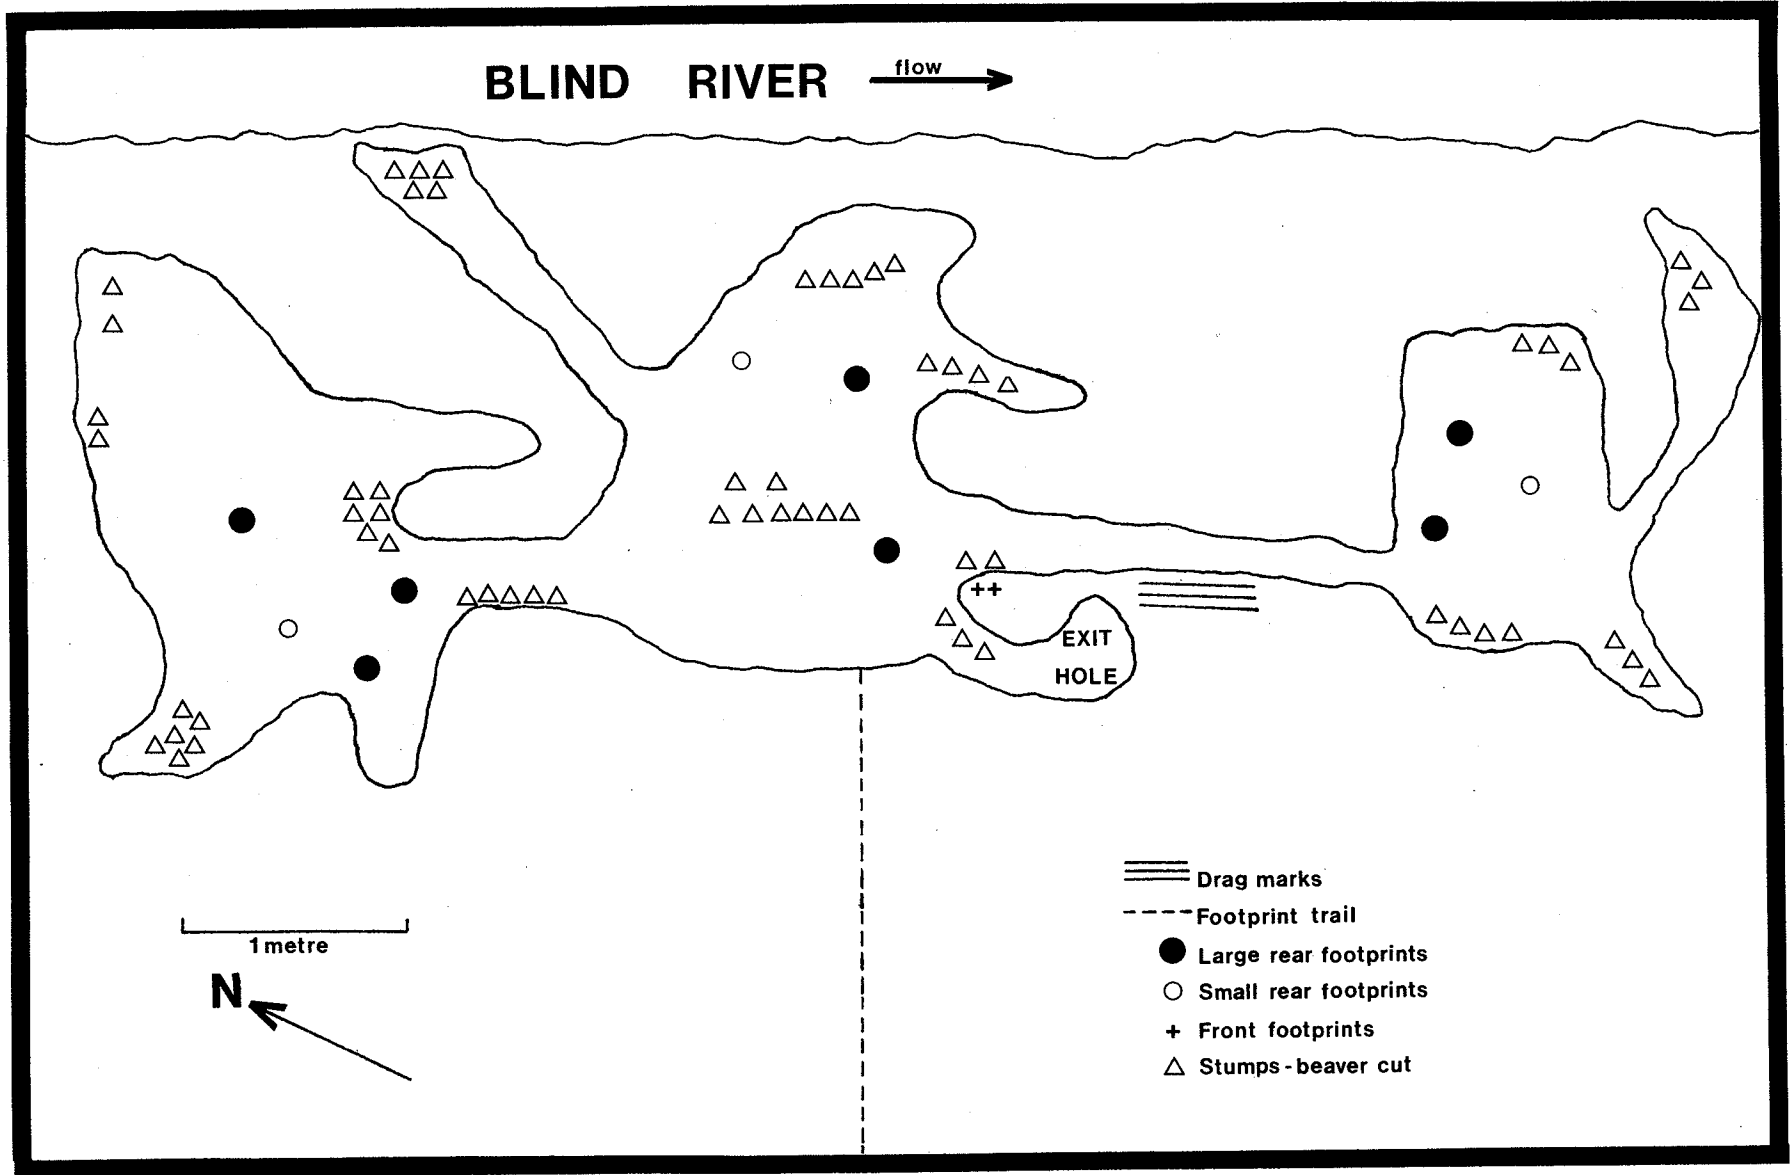 BLIND RIVER flow
EXIT
HOLE
Drag marks
Footprint trail
1 metre
Large rear footprints
N
Small rear footprints
Front footprints
Stumps - beaver cut